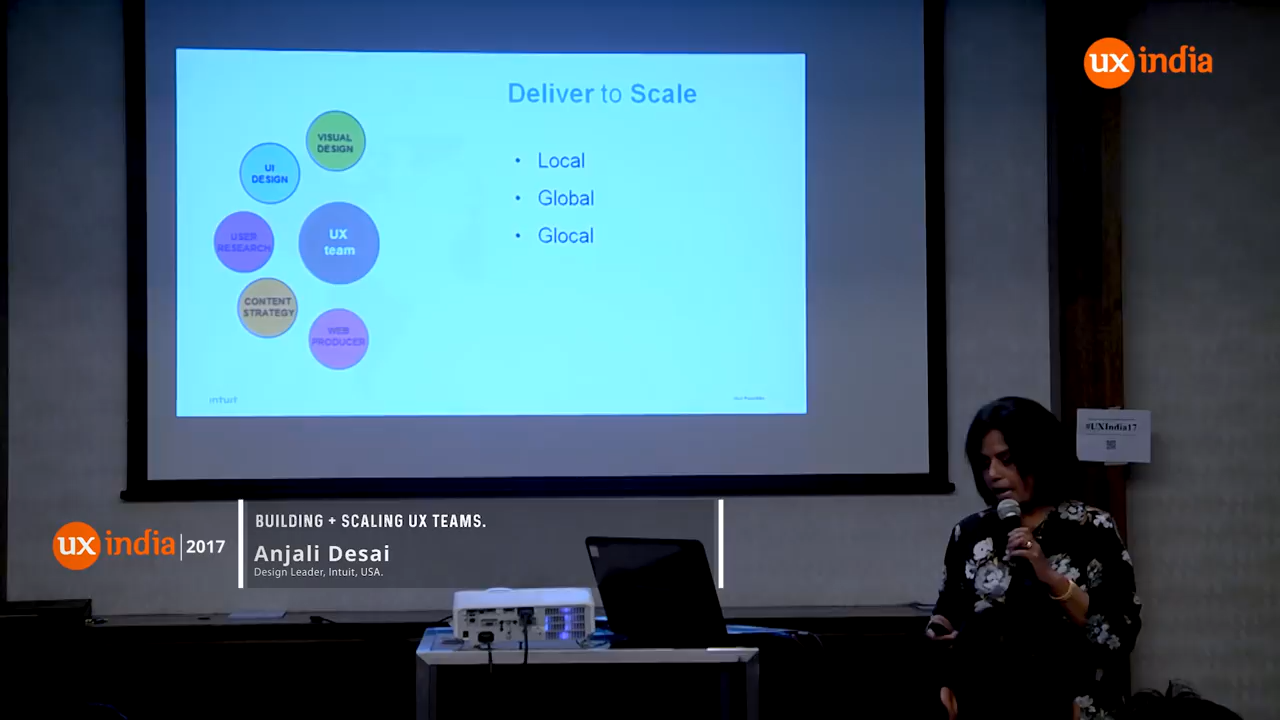 ux india
Deliver to Scale
• Local
• Global
• Glocal
VISUAL
DESIGN
UI
DESIGN
USER
RESEARCH
UX
team
CONTENT
STRATEGY
WEB
PRODUCER
intuit
#UXIndia17
ux india 2017
BUILDING + SCALING UX TEAMS.
Anjali Desai
Design Leader, Intuit, USA.